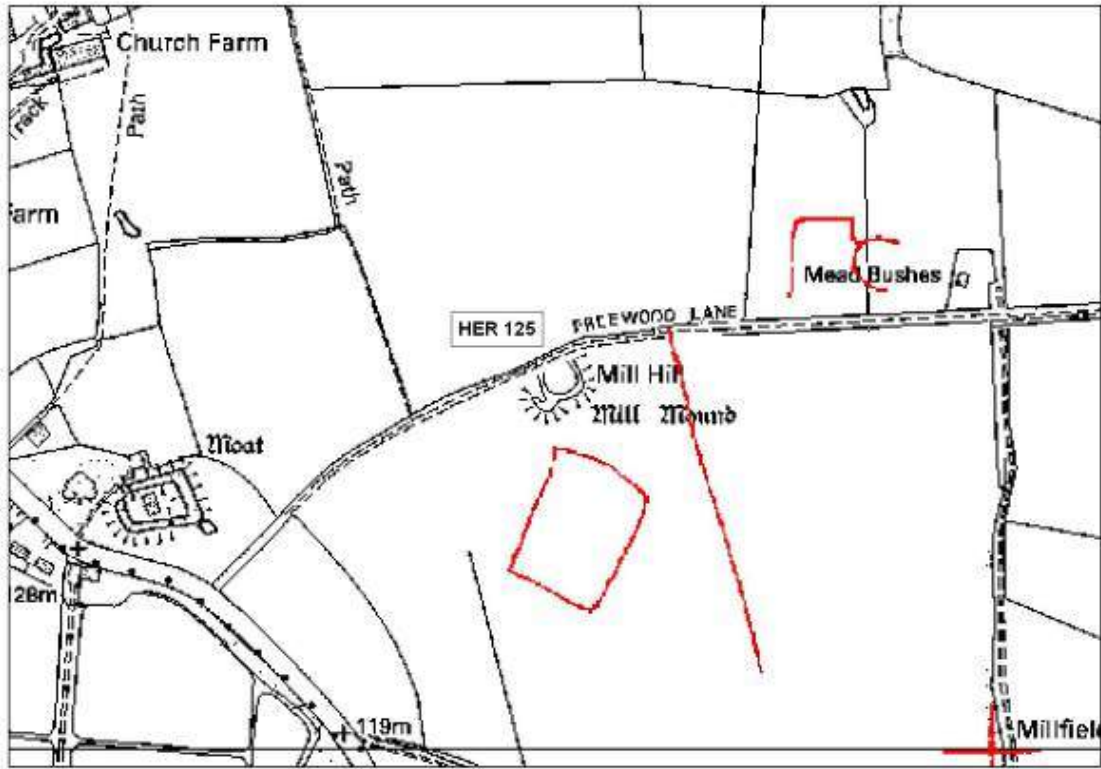 Church Farm
Track
Path
Path
Farm
Mead Bushes
FREEWOOD LANE
HER 125
Mill Hill
Mill Mound
Moat
128m
119m
Millfield